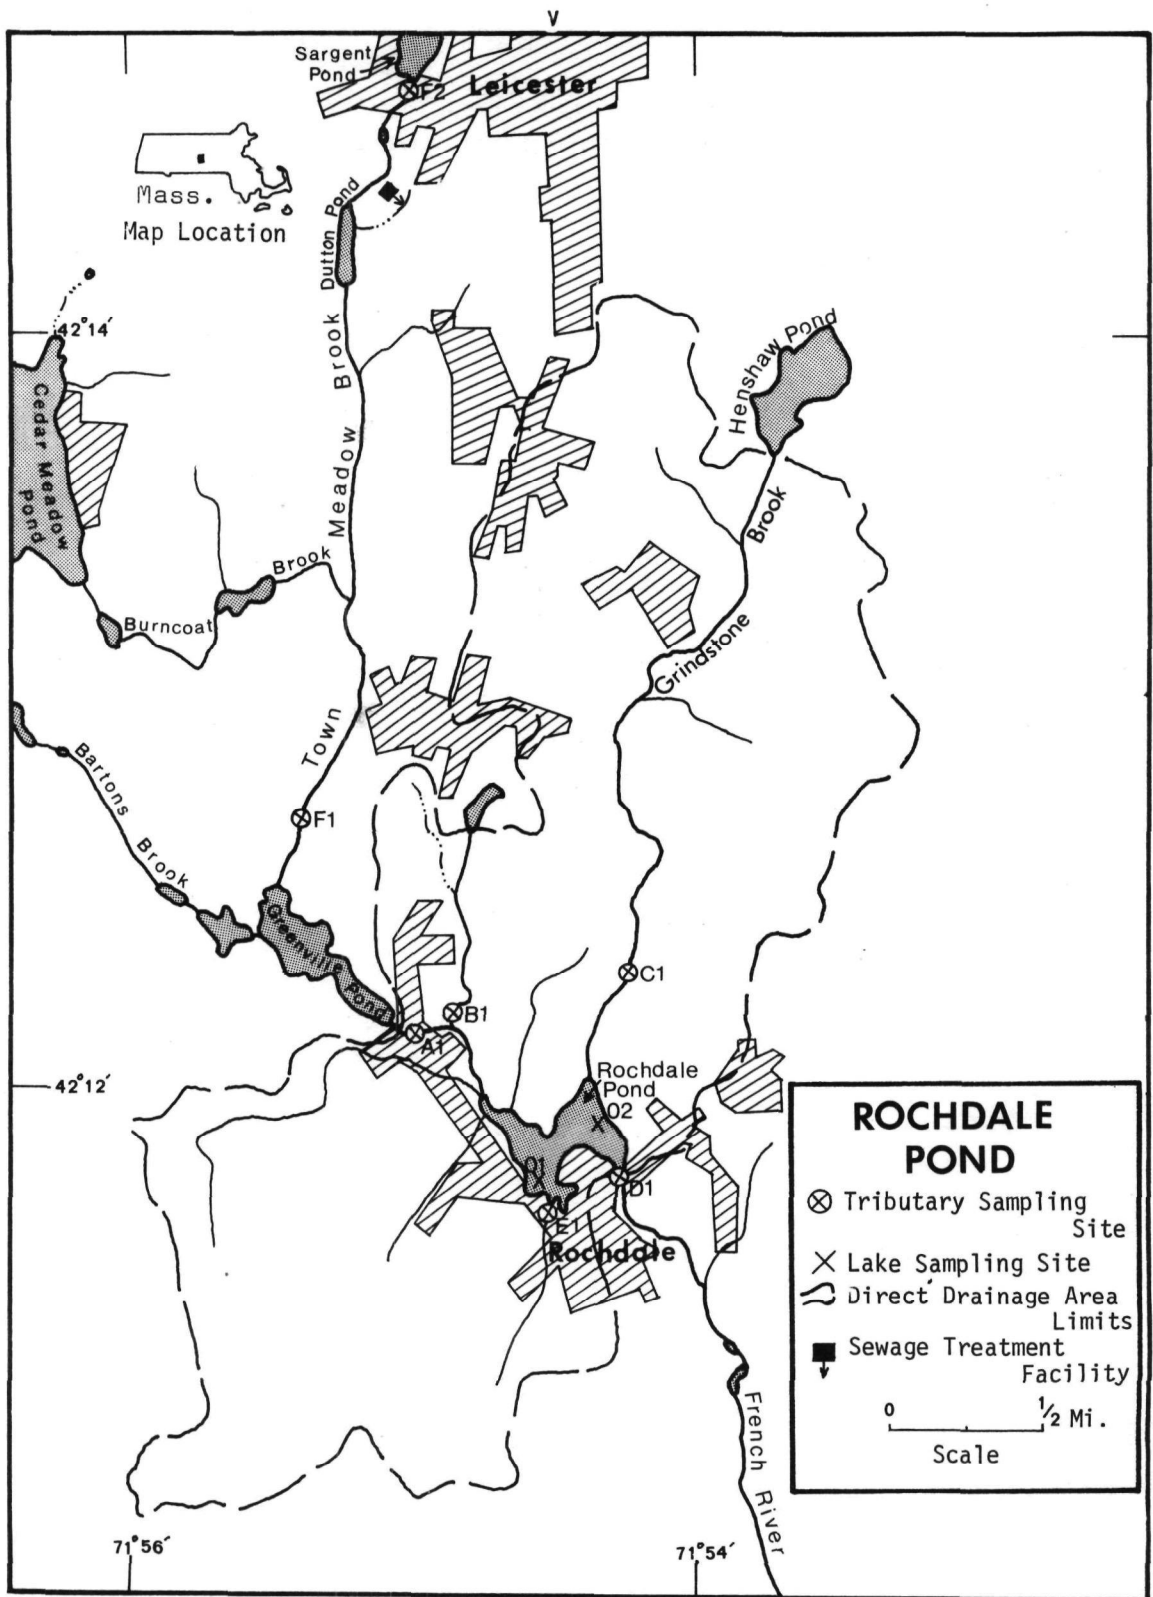 V
Sargent
Pond
Leicester
F2
Mass.
Map Location
Dutton Pond
42°14′
Henshaw Pond
Cedar Meadow
Pond
Meadow Brook
Brook
Brook
Burncoat
Grindstone
Town
Bartons
Brook
F1
Greenville Pond
C1
B1
A1
42°12′
Rochdale
Pond
02
01
D1
E1
Rochdale
ROCHDALE
POND
Tributary Sampling
Site
Lake Sampling Site
Direct Drainage Area
Limits
Sewage Treatment
Facility
0 1/2 Mi.
Scale
French River
71°56′
71°54′